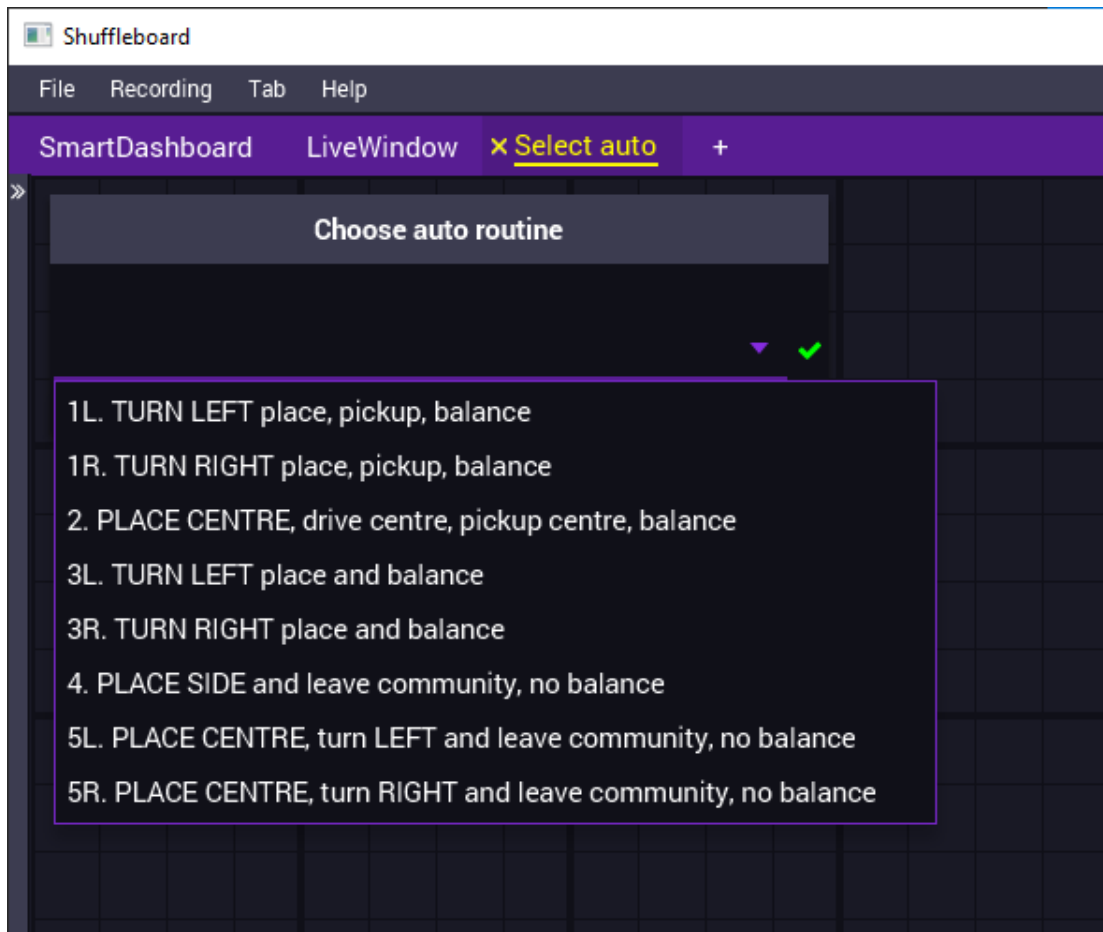 Shuffleboard
File Recording Tab Help
SmartDashboard LiveWindow × Select auto +
Choose auto routine
1L. TURN LEFT place, pickup, balance
1R. TURN RIGHT place, pickup, balance
2. PLACE CENTRE, drive centre, pickup centre, balance
3L. TURN LEFT place and balance
3R. TURN RIGHT place and balance
4. PLACE SIDE and leave community, no balance
5L. PLACE CENTRE, turn LEFT and leave community, no balance
5R. PLACE CENTRE, turn RIGHT and leave community, no balance